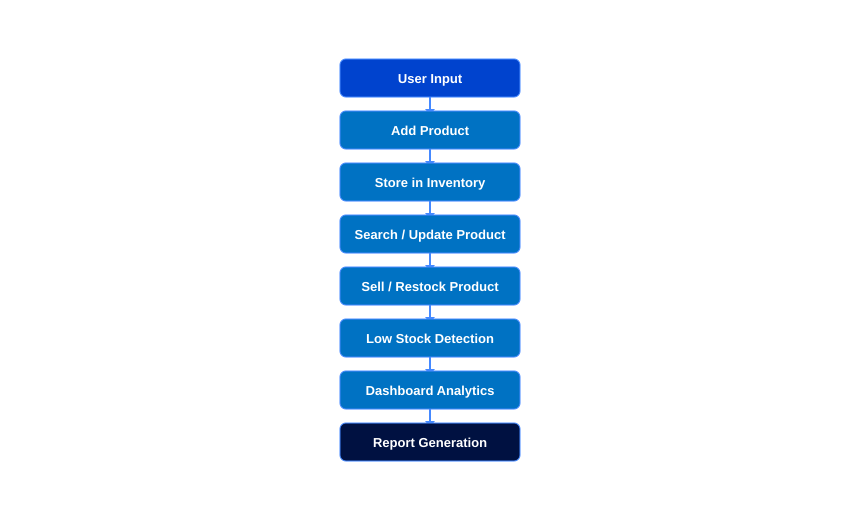 User Input
Add Product
Store in Inventory
Search / Update Product
Sell / Restock Product
Low Stock Detection
Dashboard Analytics
Report Generation